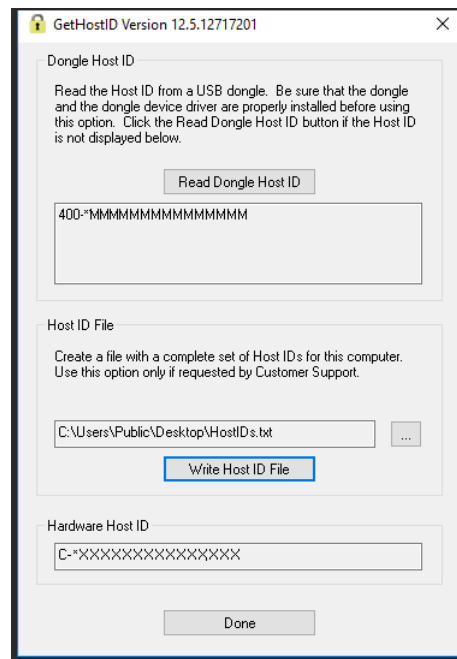 GetHostID Version 12.5.12717201
Dongle Host ID
Read the Host ID from a USB dongle. Be sure that the dongle
and the dongle device driver are properly installed before using
this option. Click the Read Dongle Host ID button if the Host ID
is not displayed below.
Read Dongle Host ID
400-*MMMMMMMMMMMMMMM
Host ID File
Create a file with a complete set of Host IDs for this computer.
Use this option only if requested by Customer Support.
C:\Users\Public\Desktop\HostIDs.txt
...
Write Host ID File
Hardware Host ID
C-*XXXXXXXXXXXXXXXXX
Done